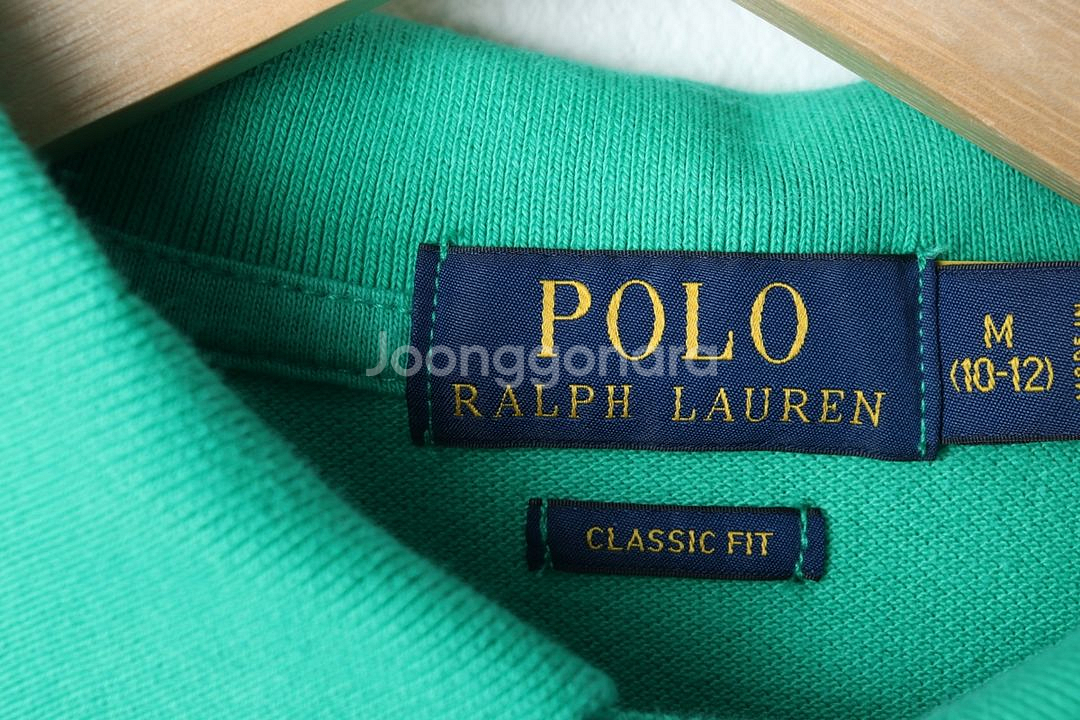 POLO
RALPH LAUREN
M
(10-12)
CLASSIC FIT
Joonggonara